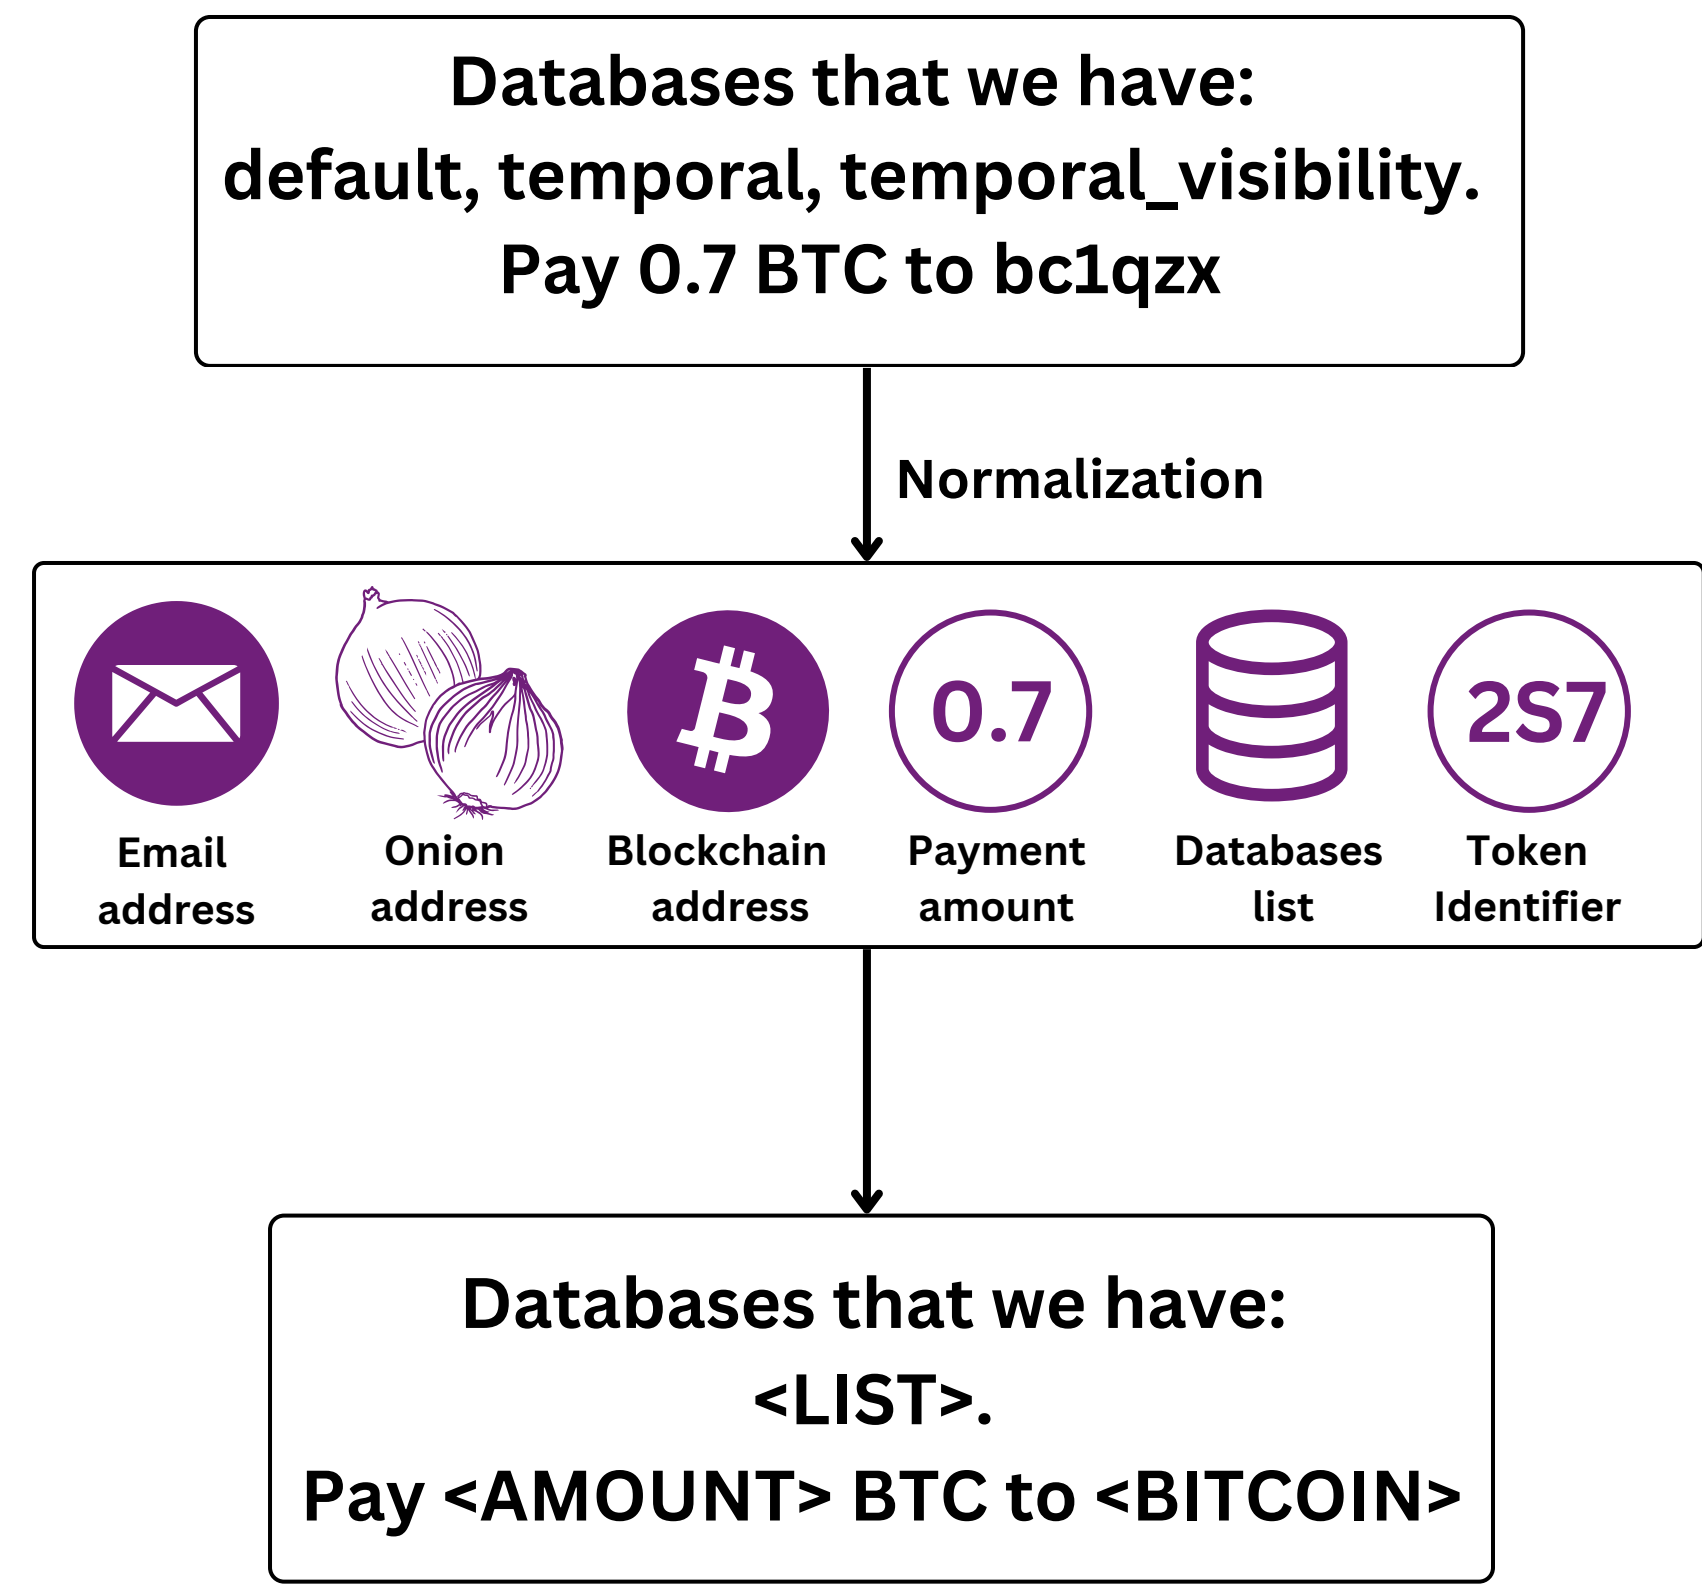 Databases that we have:
default, temporal, temporal_visibility.
Pay 0.7 BTC to bc1qzx
Normalization
0.7
2S7
Email
address
Onion
address
Blockchain
address
Payment
amount
Databases
list
Token
Identifier
Databases that we have:
<LIST>.
Pay <AMOUNT> BTC to <BITCOIN>